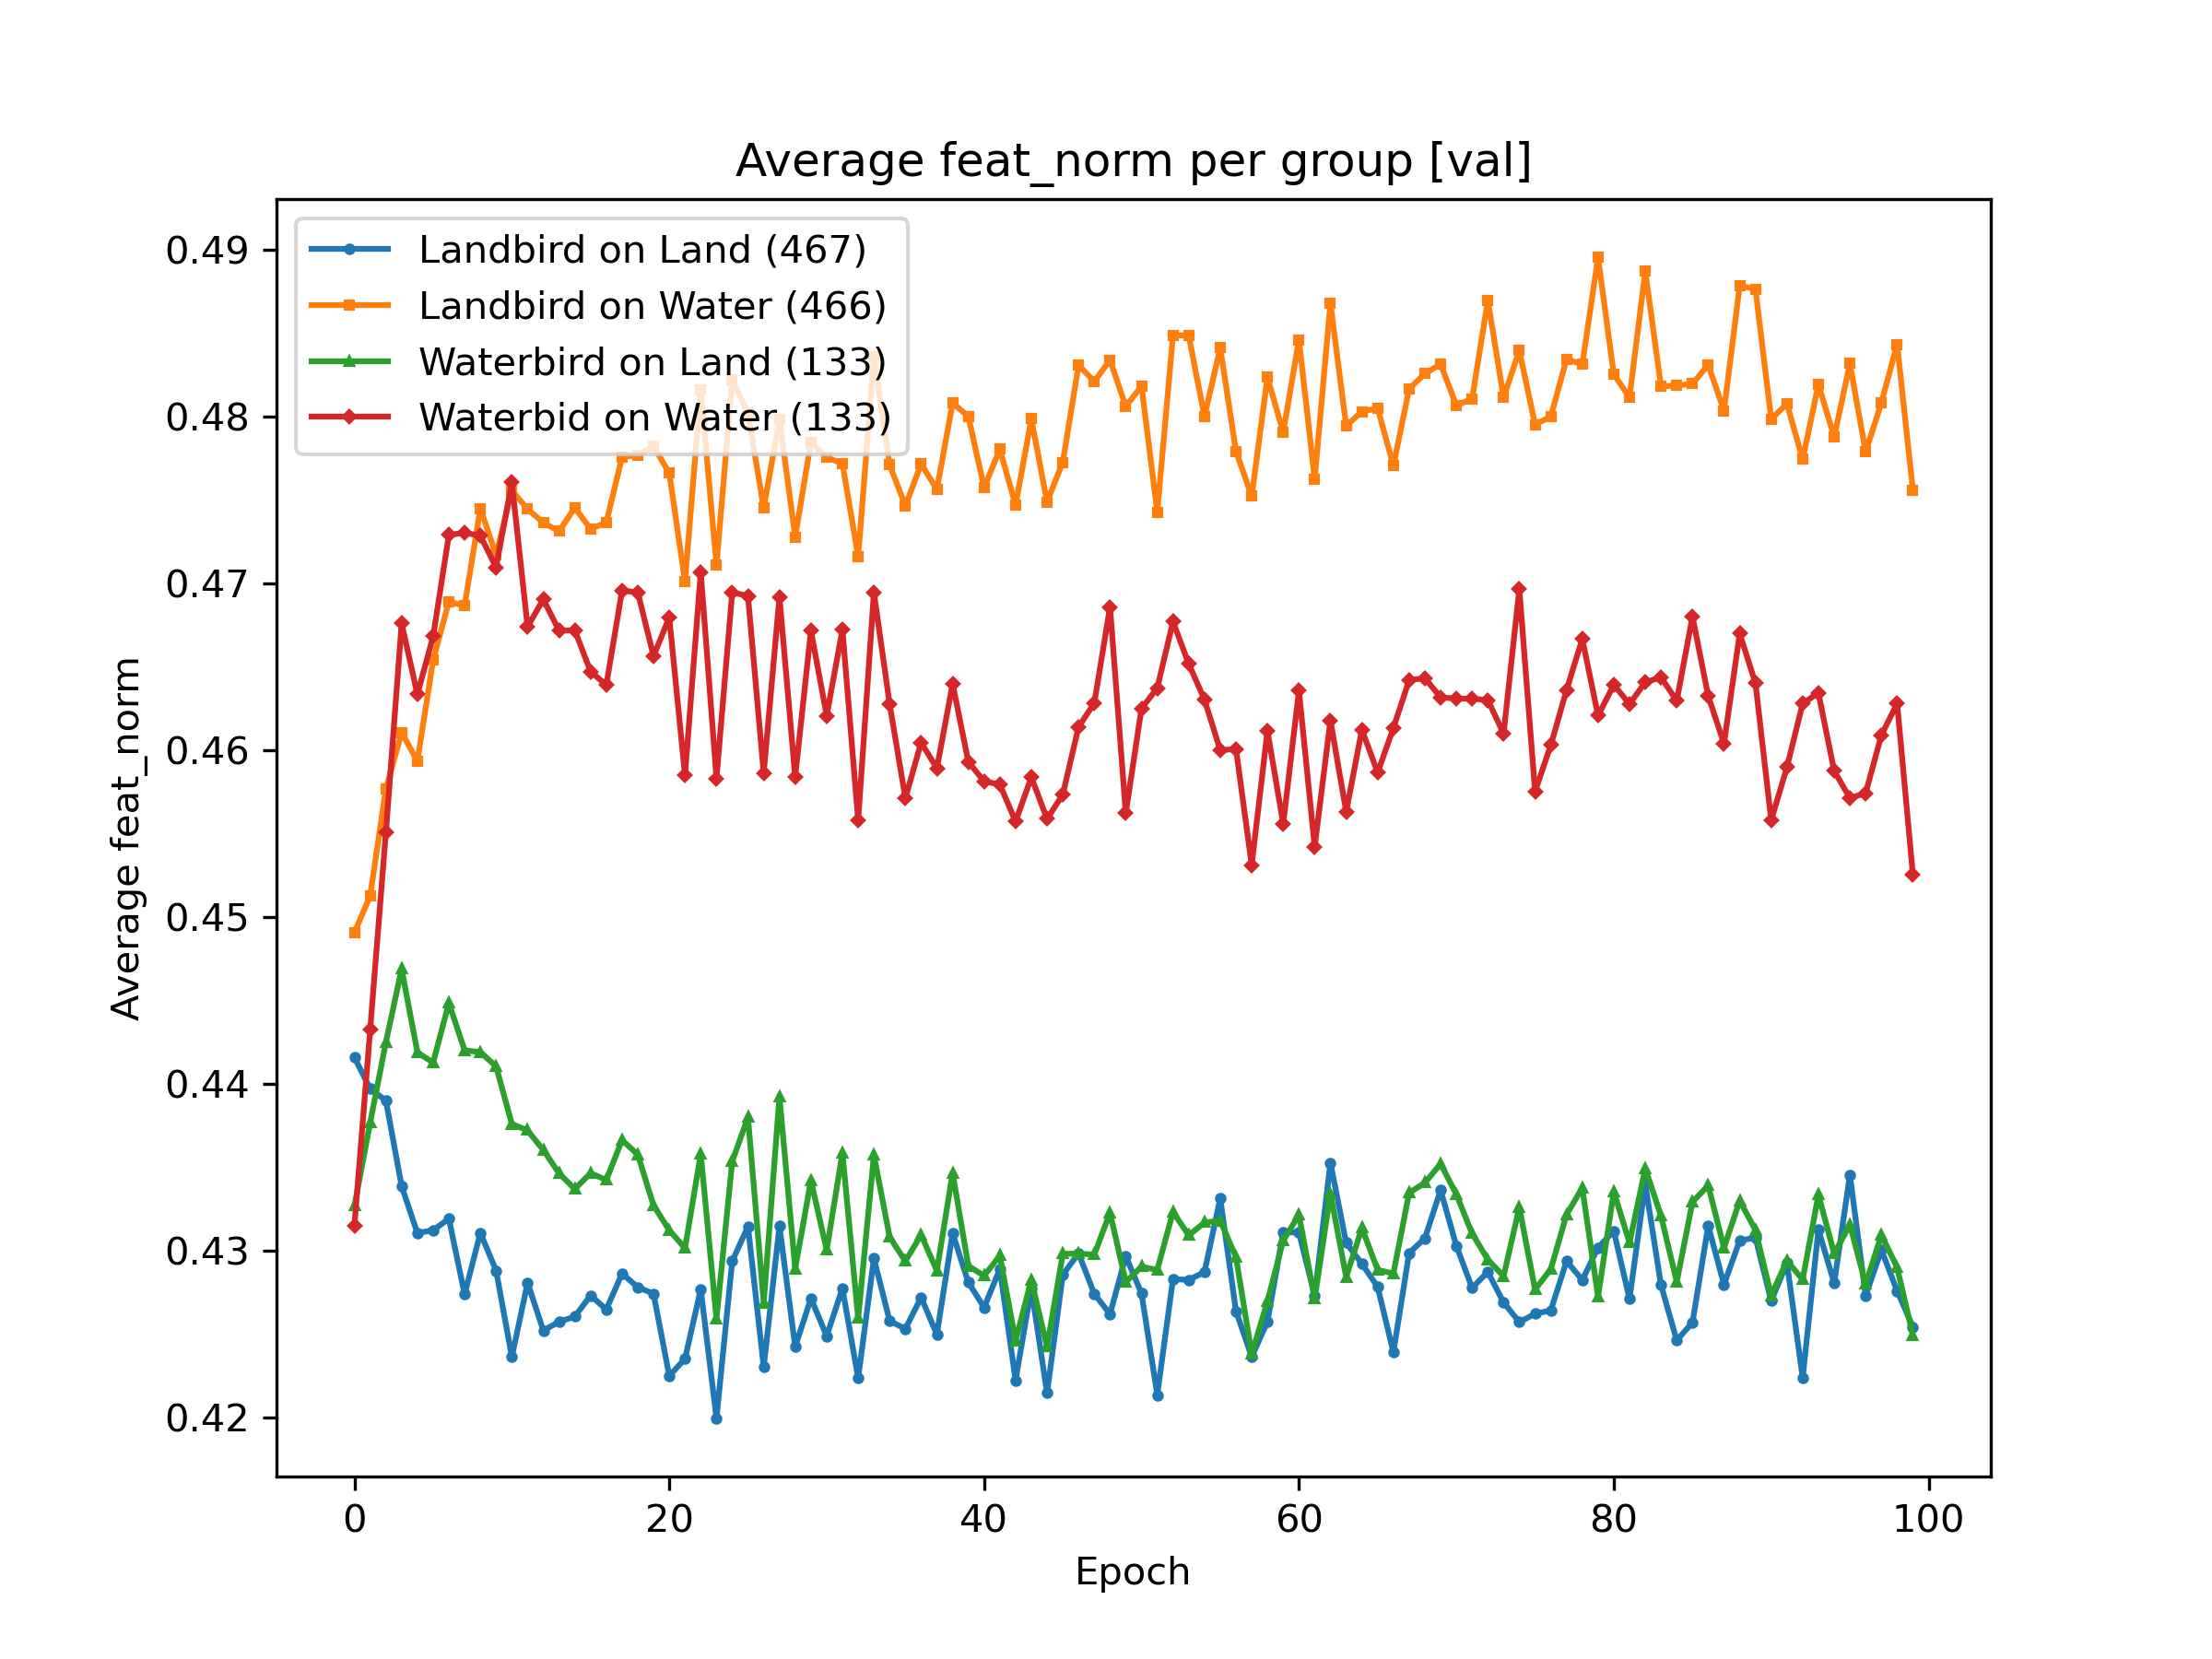 Average feat_norm per group [val]
Landbird on Land (467)
Landbird on Water (466)
Waterbird on Land (133)
Waterbid on Water (133)
Average feat_norm
0.49
0.48
0.47
0.46
0.45
0.44
0.43
0.42
0 20 40 60 80 100
Epoch